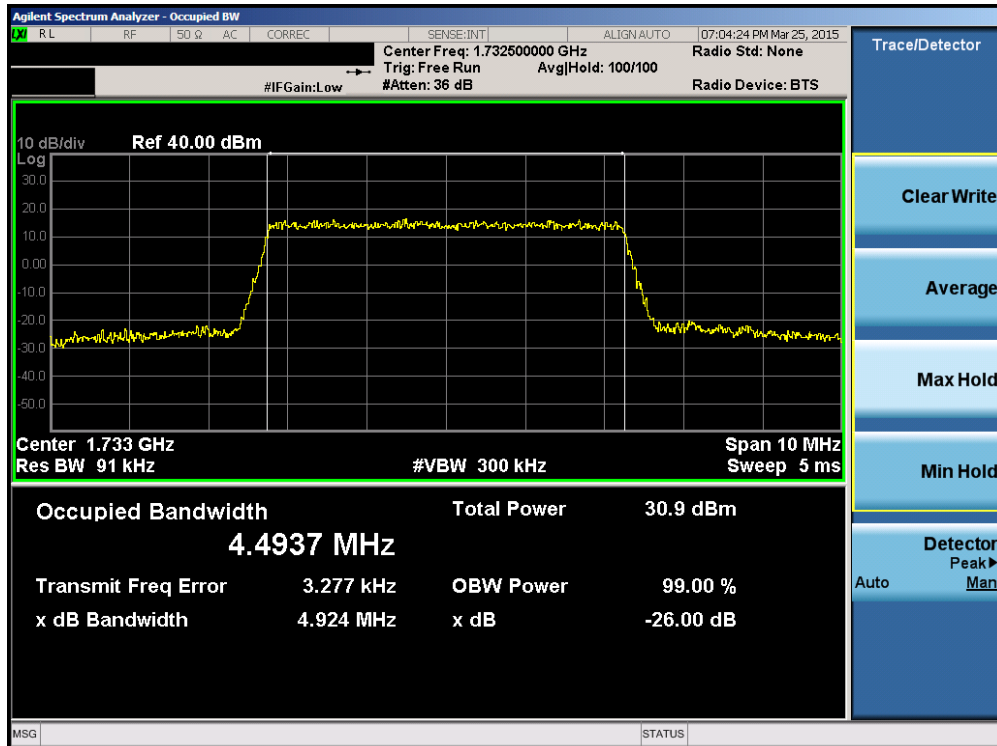 Agilent Spectrum Analyzer - Occupied BW
LXI RL RF 50 Ω AC CORREC SENSE:INT ALIGN AUTO 07:04:24 PM Mar 25, 2015
Center Freq: 1.732500000 GHz Radio Std: None
Trig: Free Run Avg|Hold: 100/100
#IFGain:Low #Atten: 36 dB Radio Device: BTS
10 dB/div Ref 40.00 dBm
Log
30.0
20.0
10.0
0.00
-10.0
-20.0
-30.0
-40.0
-50.0
Center 1.733 GHz Span 10 MHz
Res BW 91 kHz #VBW 300 kHz Sweep 5 ms
Occupied Bandwidth Total Power 30.9 dBm
4.4937 MHz
Transmit Freq Error 3.277 kHz OBW Power 99.00 %
x dB Bandwidth 4.924 MHz x dB -26.00 dB
MSG STATUS
Trace/Detector
Clear Write
Average
Max Hold
Min Hold
Detector
Peak▶
Auto Man